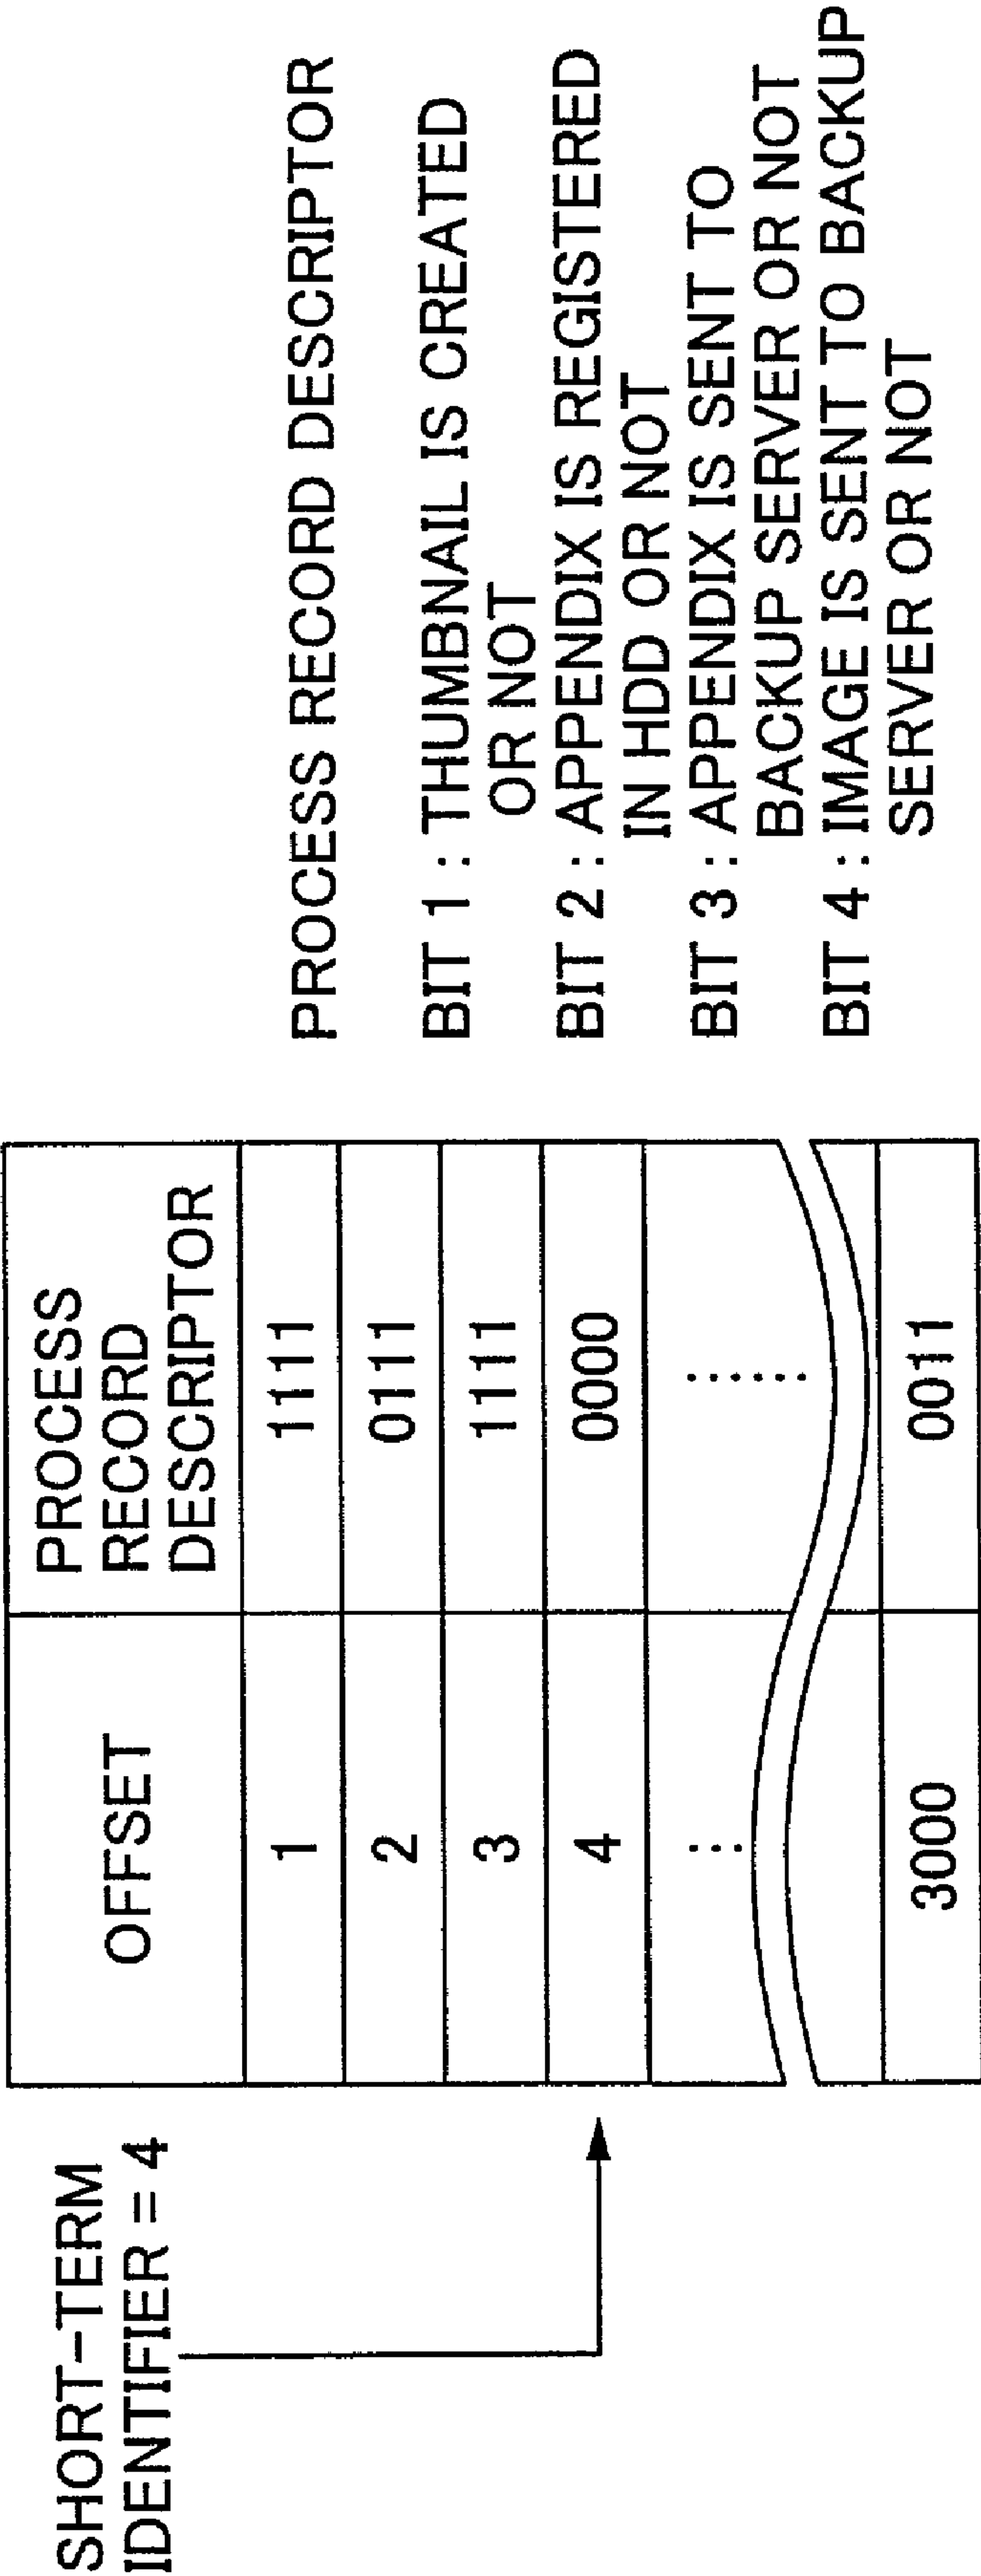 SHORT-TERM
IDENTIFIER = 4
OFFSET
PROCESS
RECORD
DESCRIPTOR
1
1111
2
0111
3
1111
4
0000
⋮
......
3000
0011
PROCESS RECORD DESCRIPTOR
BIT 1 : THUMBNAIL IS CREATED
OR NOT
BIT 2 : APPENDIX IS REGISTERED
IN HDD OR NOT
BIT 3 : APPENDIX IS SENT TO
BACKUP SERVER OR NOT
BIT 4 : IMAGE IS SENT TO BACKUP
SERVER OR NOT